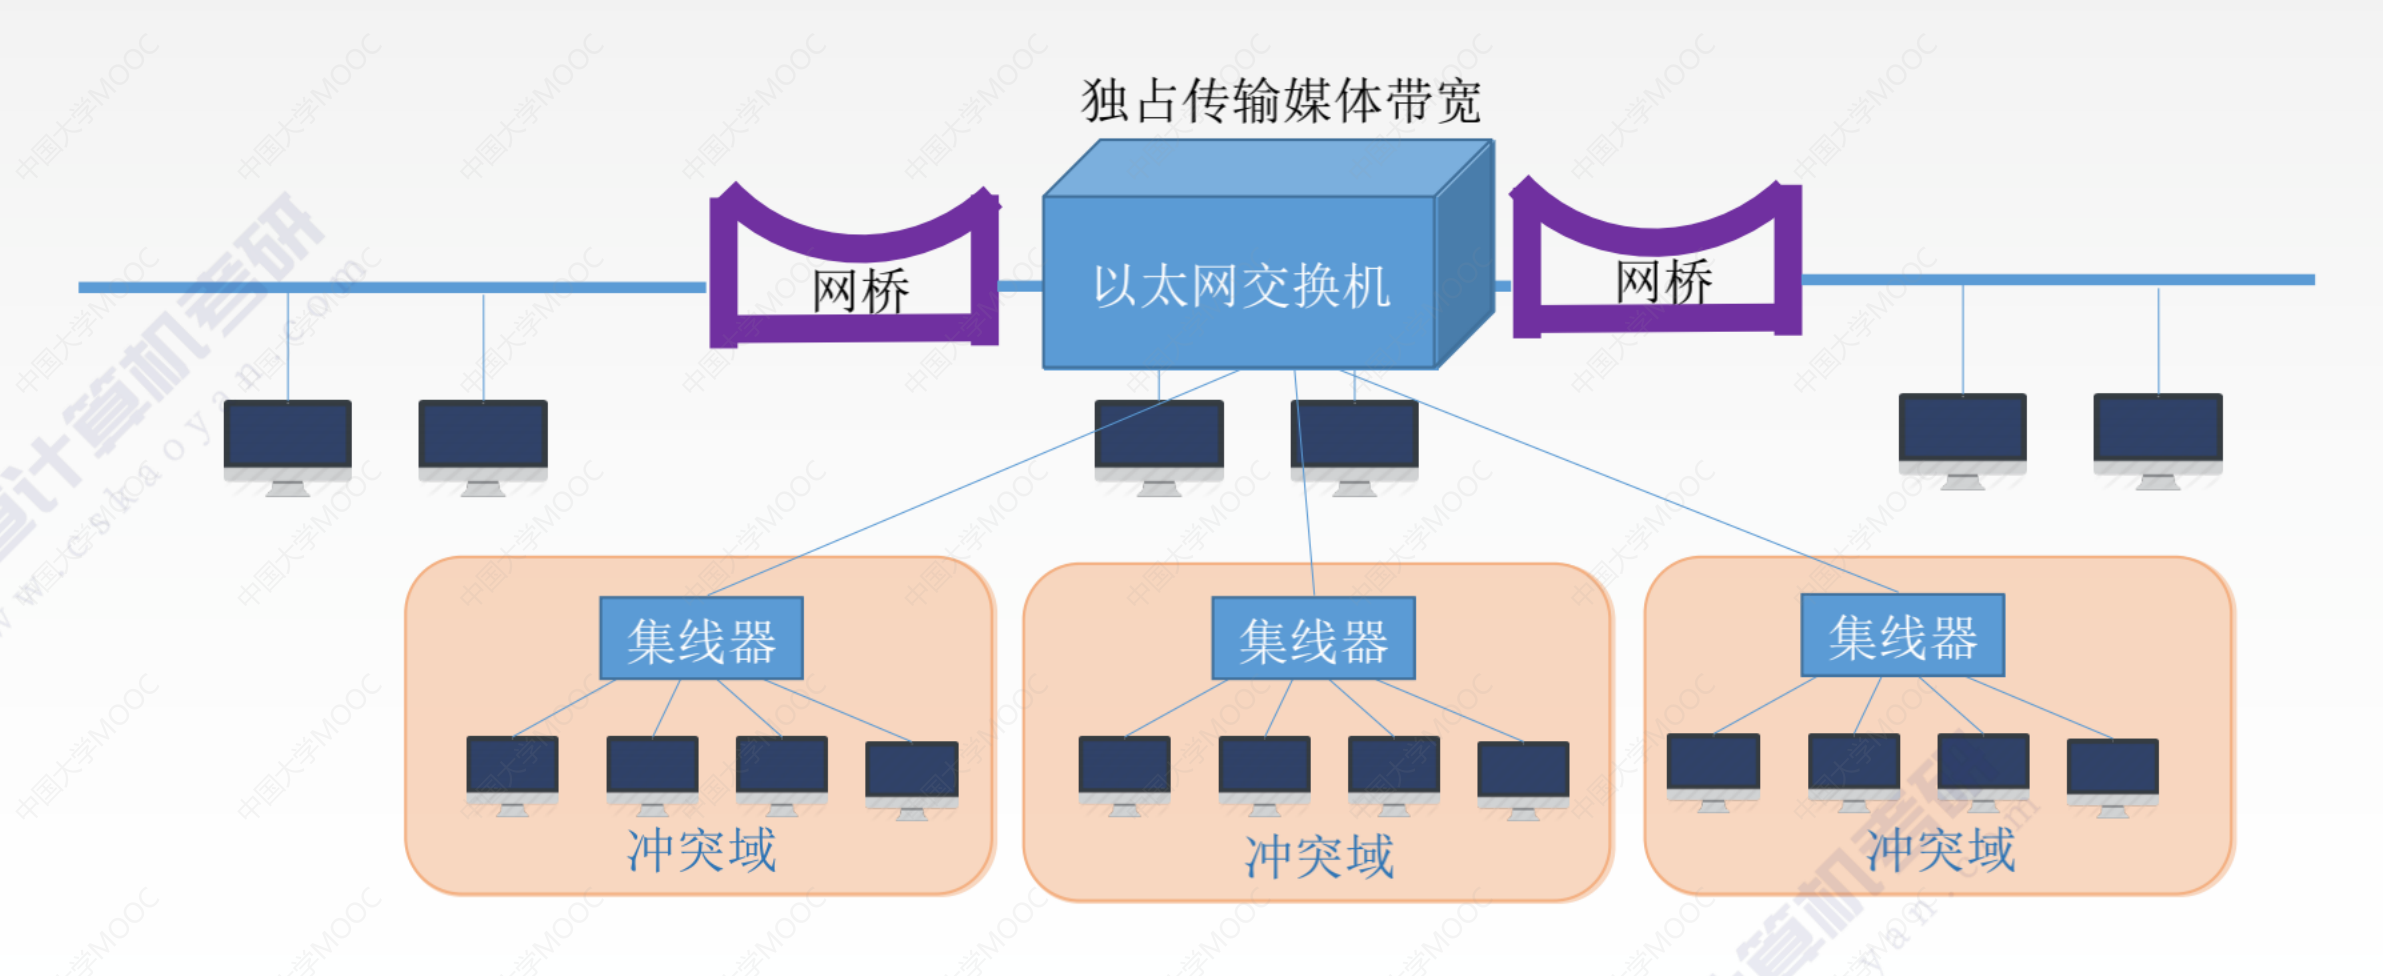 独占传输媒体带宽
网桥
以太网交换机
网桥
集线器
集线器
集线器
冲突域
冲突域
冲突域
中国大学MOOC
计算机考研
www.cskaoyan.com